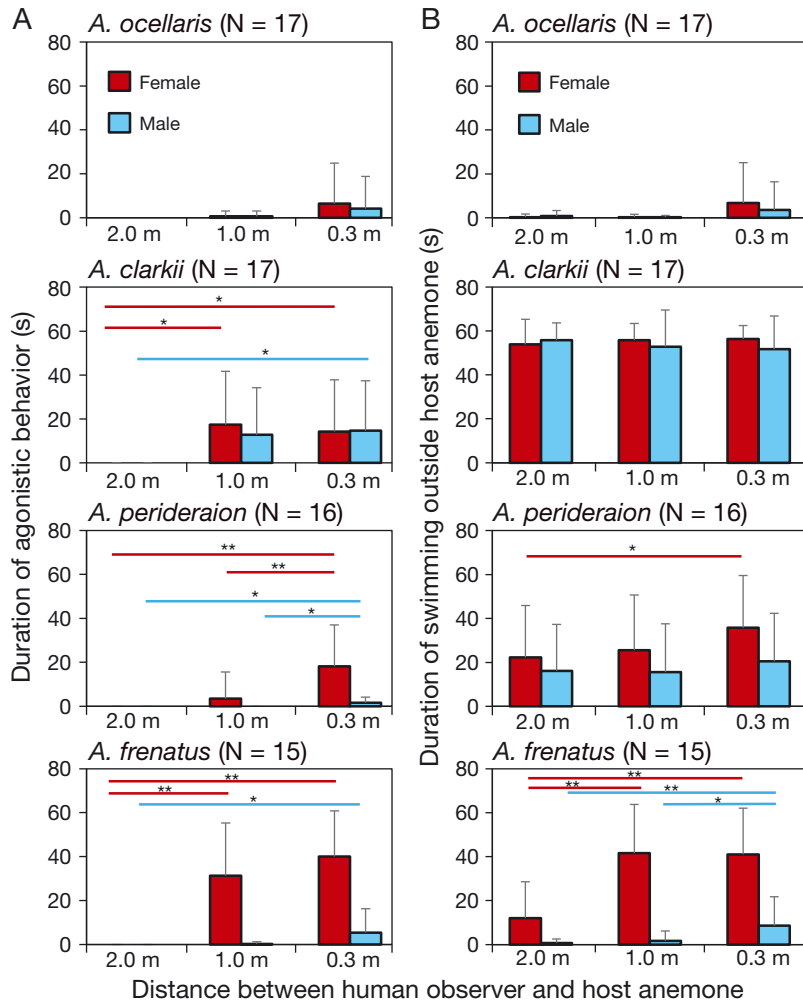 A
A. ocellaris (N = 17)
80
60
40
20
0
Female
Male
2.0 m
1.0 m
0.3 m
A. clarkii (N = 17)
80
60
40
20
0
*
*
*
2.0 m
1.0 m
0.3 m
A. perideraion (N = 16)
80
60
40
20
0
**
**
*
*
2.0 m
1.0 m
0.3 m
A. frenatus (N = 15)
80
60
40
20
0
**
**
*
2.0 m
1.0 m
0.3 m
Duration of agonistic behavior (s)
B
A. ocellaris (N = 17)
80
60
40
20
0
Female
Male
2.0 m
1.0 m
0.3 m
A. clarkii (N = 17)
80
60
40
20
0
2.0 m
1.0 m
0.3 m
A. perideraion (N = 16)
80
60
40
20
0
*
2.0 m
1.0 m
0.3 m
A. frenatus (N = 15)
80
60
40
20
0
**
**
**
*
2.0 m
1.0 m
0.3 m
Duration of swimming outside host anemone (s)
Distance between human observer and host anemone